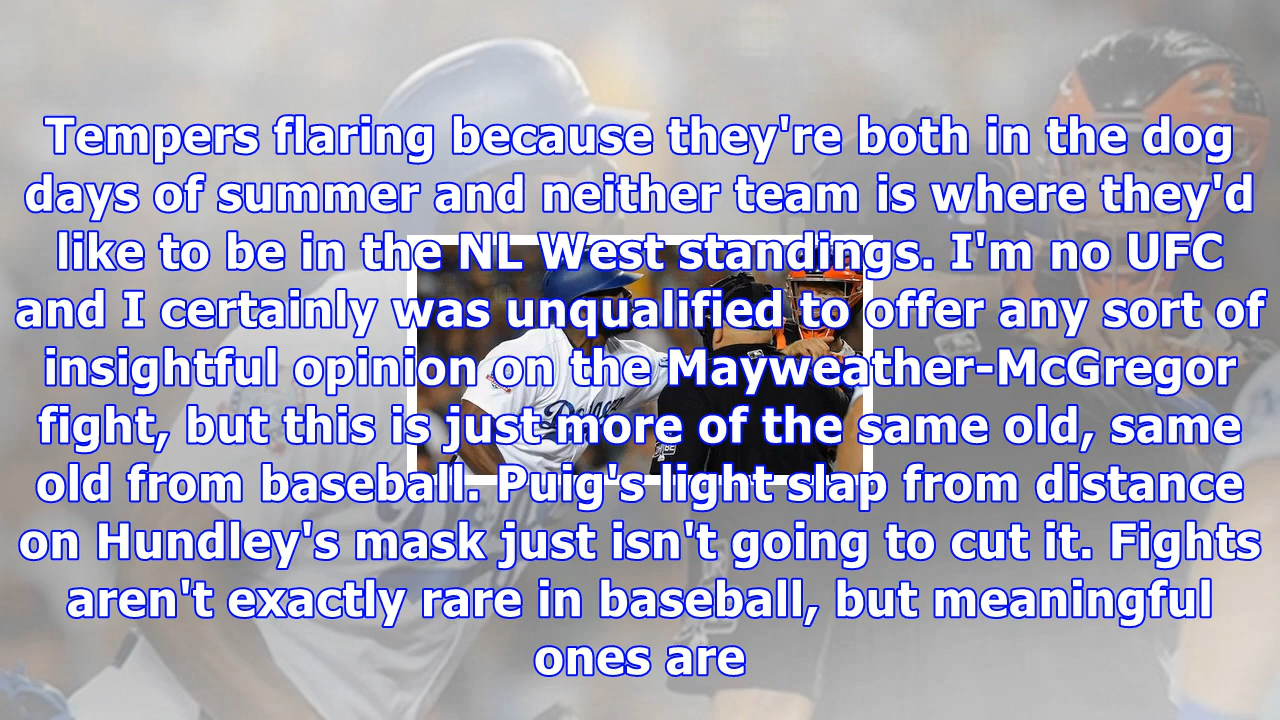 Tempers flaring because they're both in the dog
days of summer and neither team is where they'd
like to be in the NL West standings. I'm no UFC
and I certainly was unqualified to offer any sort of
insightful opinion on the Mayweather-McGregor
fight, but this is just more of the same old, same
old from baseball. Puig's light slap from distance
on Hundley's mask just isn't going to cut it. Fights
aren't exactly rare in baseball, but meaningful
ones are